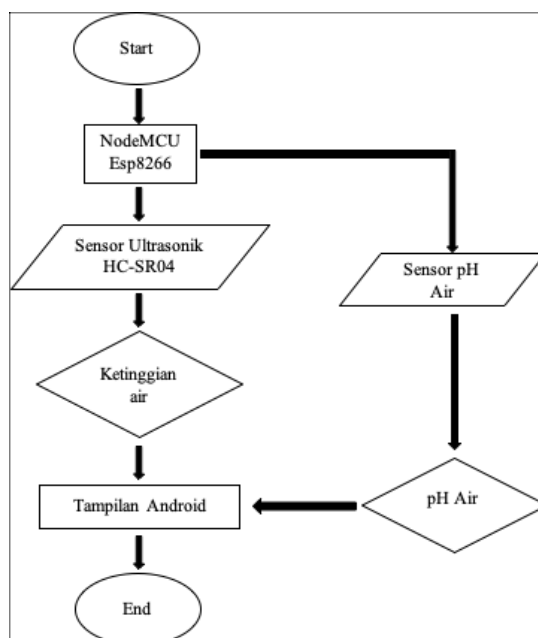 Start
NodeMCU
Esp8266
Sensor Ultrasonik
HC-SR04
Sensor pH
Air
Ketinggian
air
Tampilan Android
pH Air
End